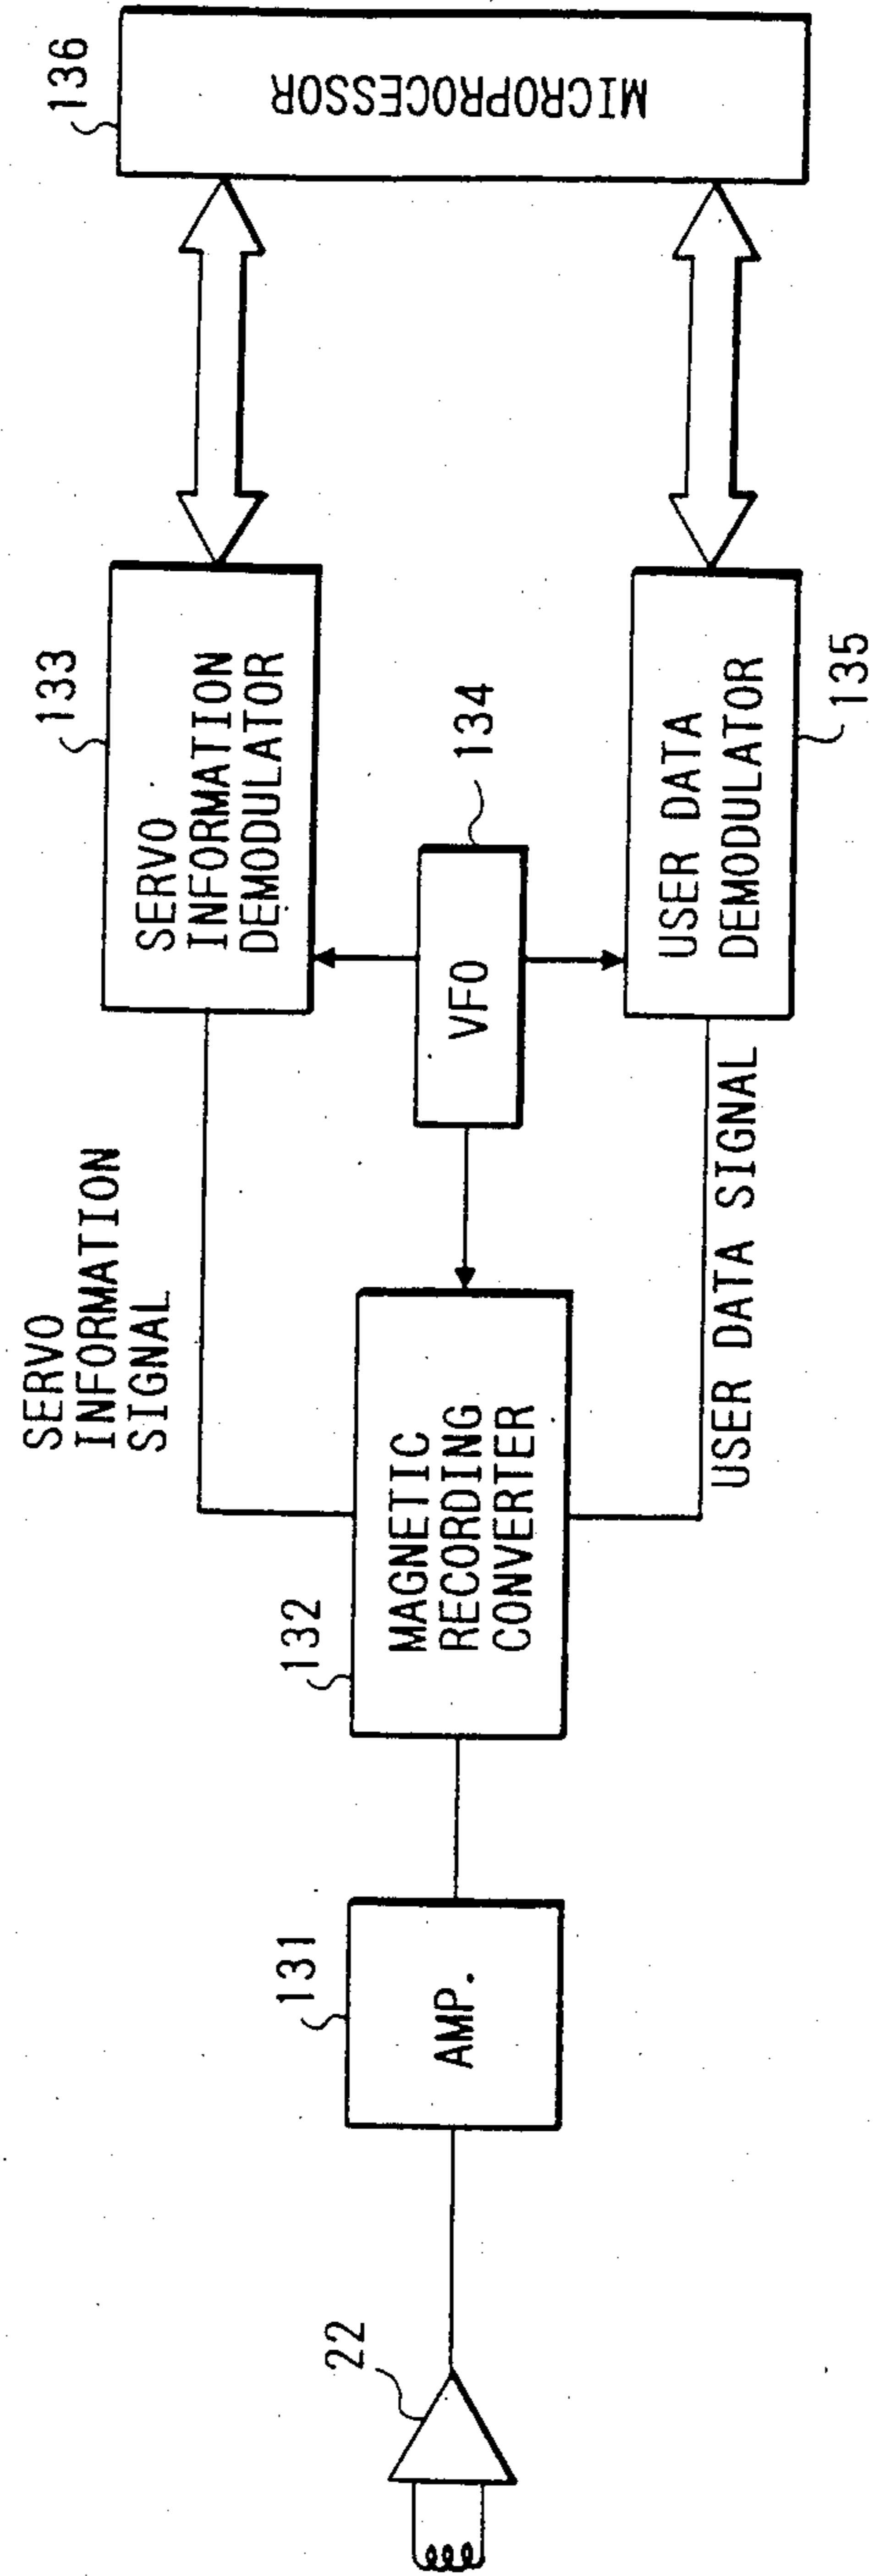 22
131
AMP.
132
MAGNETIC
RECORDING
CONVERTER
SERVO
INFORMATION
SIGNAL
USER DATA SIGNAL
VFO
134
133
SERVO
INFORMATION
DEMODULATOR
USER DATA
DEMODULATOR
135
136
MICROPROCESSOR